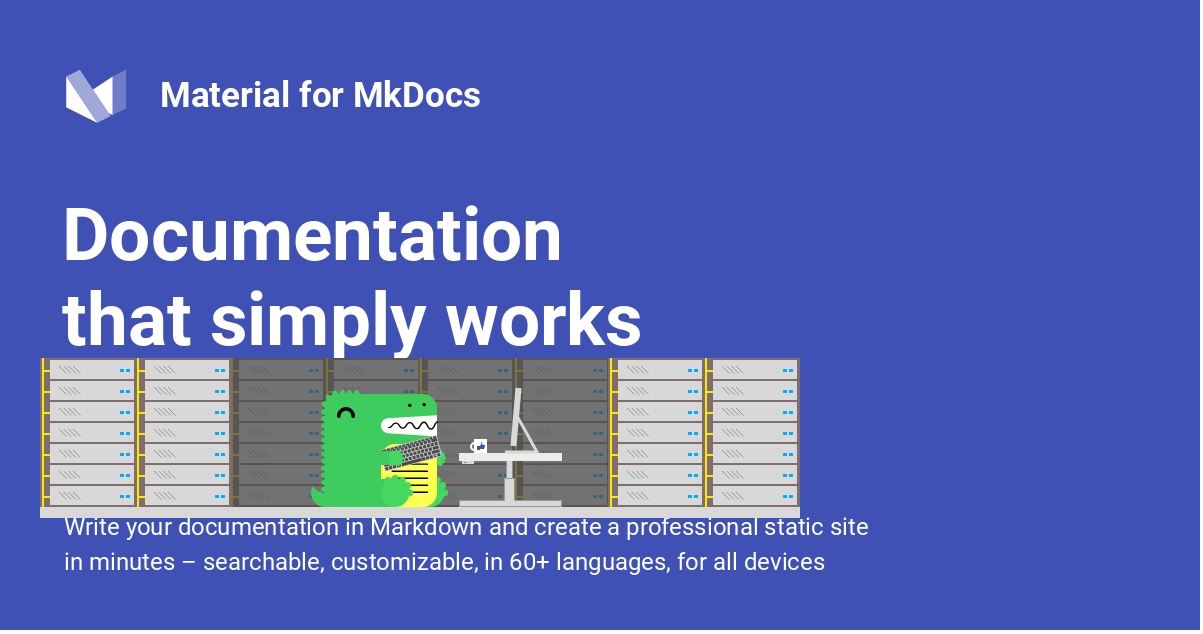 Material for MkDocs
Documentation
that simply works
Write your documentation in Markdown and create a professional static site
in minutes – searchable, customizable, in 60+ languages, for all devices